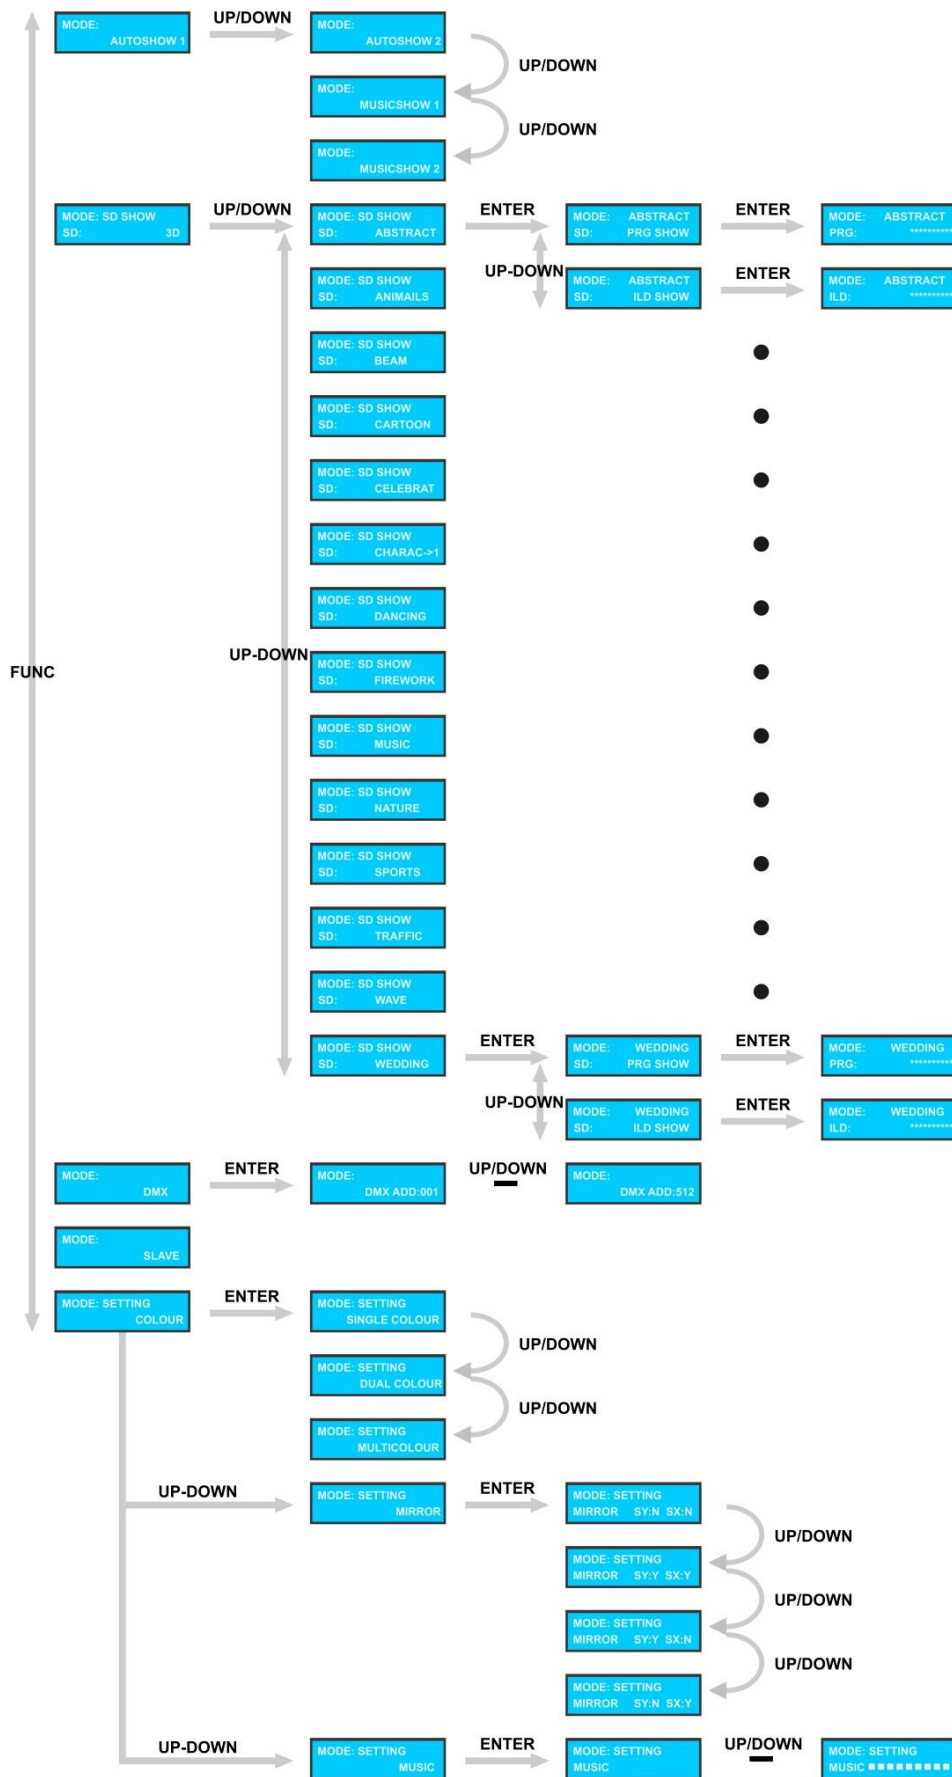 MODE:
AUTOSHOW 1
UP/DOWN
MODE:
AUTOSHOW 2
UP/DOWN
MODE:
MUSICSHOW 1
UP/DOWN
MODE:
MUSICSHOW 2
MODE: SD SHOW
SD: 3D
UP/DOWN
MODE: SD SHOW
SD: ABSTRACT
ENTER
MODE: ABSTRACT
SD: PRG SHOW
ENTER
MODE: ABSTRACT
PRG: **********
UP-DOWN
MODE: SD SHOW
SD: ANIMAILS
MODE: ABSTRACT
SD: ILD SHOW
ENTER
MODE: ABSTRACT
ILD: **********
MODE: SD SHOW
SD: BEAM
MODE: SD SHOW
SD: CARTOON
MODE: SD SHOW
SD: CELEBRAT
MODE: SD SHOW
SD: CHARAC->1
MODE: SD SHOW
SD: DANCING
FUNC
UP-DOWN
MODE: SD SHOW
SD: FIREWORK
MODE: SD SHOW
SD: MUSIC
MODE: SD SHOW
SD: NATURE
MODE: SD SHOW
SD: SPORTS
MODE: SD SHOW
SD: TRAFFIC
MODE: SD SHOW
SD: WAVE
MODE: SD SHOW
SD: WEDDING
ENTER
MODE: WEDDING
SD: PRG SHOW
ENTER
MODE: WEDDING
PRG: **********
UP-DOWN
MODE: WEDDING
SD: ILD SHOW
ENTER
MODE: WEDDING
ILD: **********
MODE:
DMX
ENTER
MODE:
DMX ADD:001
UP/DOWN
MODE:
DMX ADD:512
MODE:
SLAVE
MODE: SETTING
COLOUR
ENTER
MODE: SETTING
SINGLE COLOUR
UP/DOWN
MODE: SETTING
DUAL COLOUR
UP/DOWN
MODE: SETTING
MULTICOLOUR
UP-DOWN
MODE: SETTING
MIRROR
ENTER
MODE: SETTING
MIRROR SY:N SX:N
UP/DOWN
MODE: SETTING
MIRROR SY:Y SX:Y
UP/DOWN
MODE: SETTING
MIRROR SY:Y SX:N
UP/DOWN
MODE: SETTING
MIRROR SY:N SX:Y
UP-DOWN
MODE: SETTING
MUSIC
ENTER
MODE: SETTING
MUSIC
UP/DOWN
MODE: SETTING
MUSIC